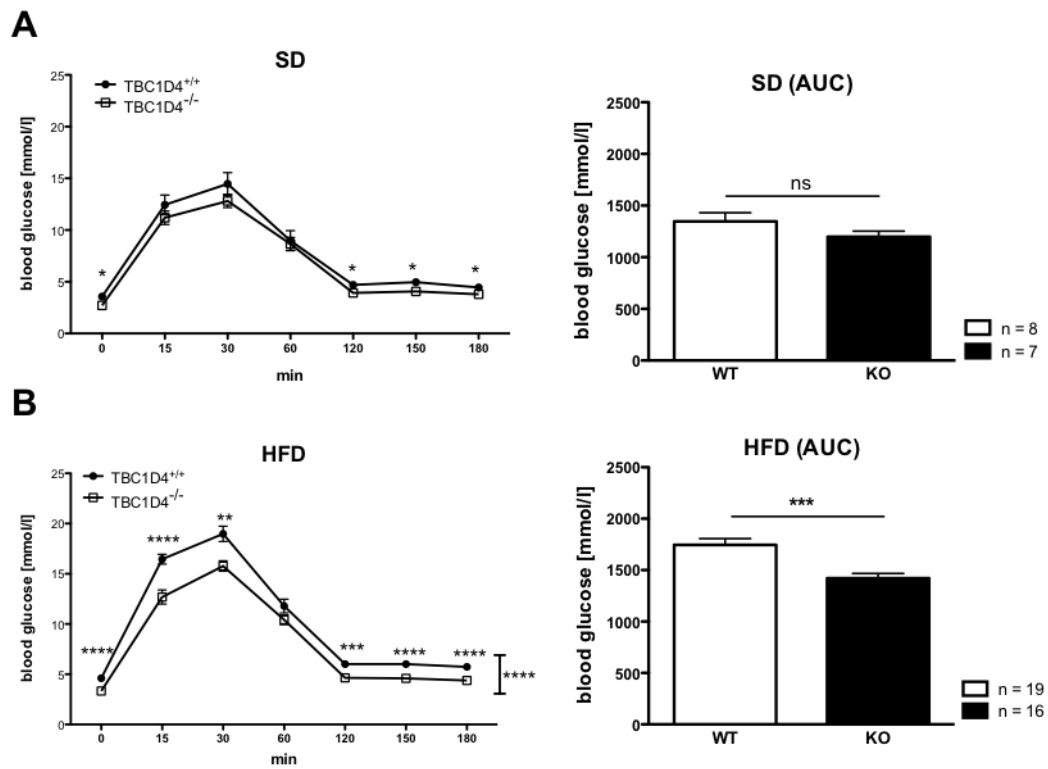 A
SD
TBC1D4+/+
TBC1D4-/-
blood glucose [mmol/l]
25
20
15
10
5
0
* * * *
0 15 30 60 120 150 180
min
SD (AUC)
blood glucose [mmol/l]
2500
2000
1500
1000
500
0
ns
WT KO
n = 8
n = 7
B
HFD
TBC1D4+/+
TBC1D4-/-
blood glucose [mmol/l]
25
20
15
10
5
0
**** **** ** *** **** **** ****
0 15 30 60 120 150 180
min
HFD (AUC)
blood glucose [mmol/l]
2500
2000
1500
1000
500
0
***
WT KO
n = 19
n = 16